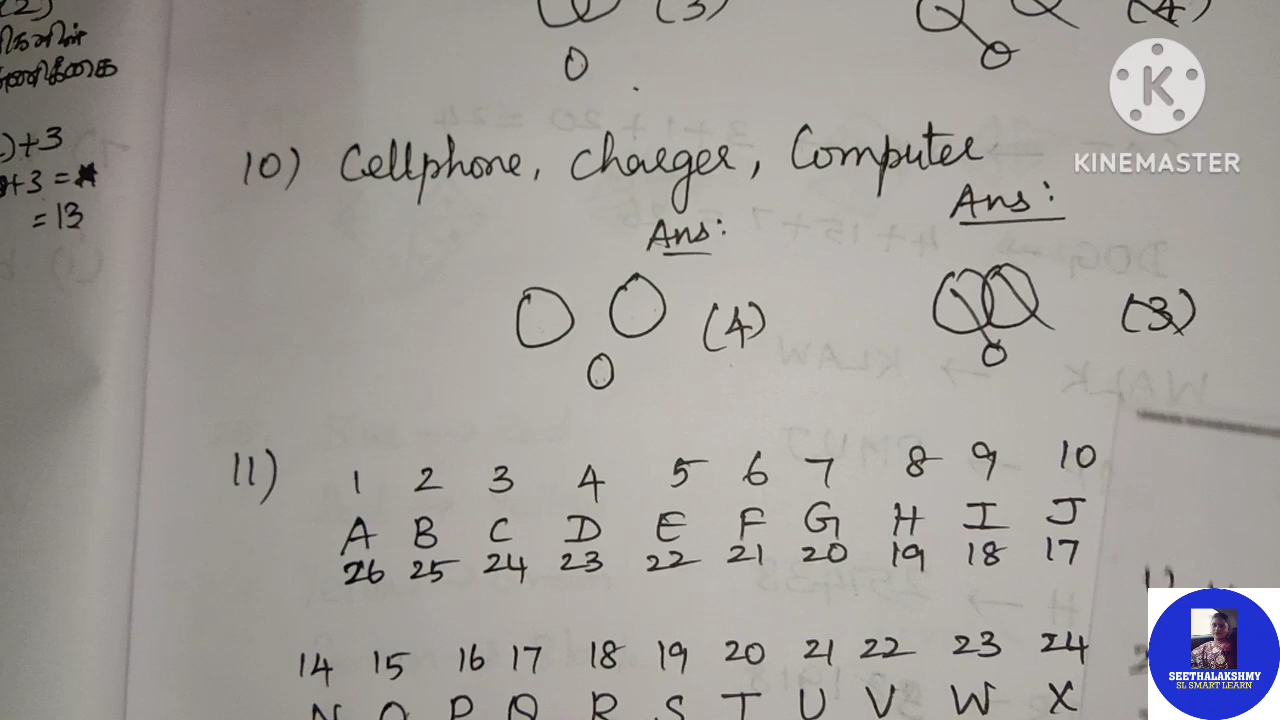 (3)
+3
+3 =
= 13
KINEMASTER
10) Cellphone, Charger, Computer
Ans:
Ans:
(4)
(3)
11)
1 2 3 4 5 6 7 8 9 10
A B C D E F G H I J
26 25 24 23 22 21 20 19 18 17
14 15 16 17 18 19 20 21 22 23 24
N O P Q R S T U V W X
SEETHALAKSHMY
SL SMART LEARN